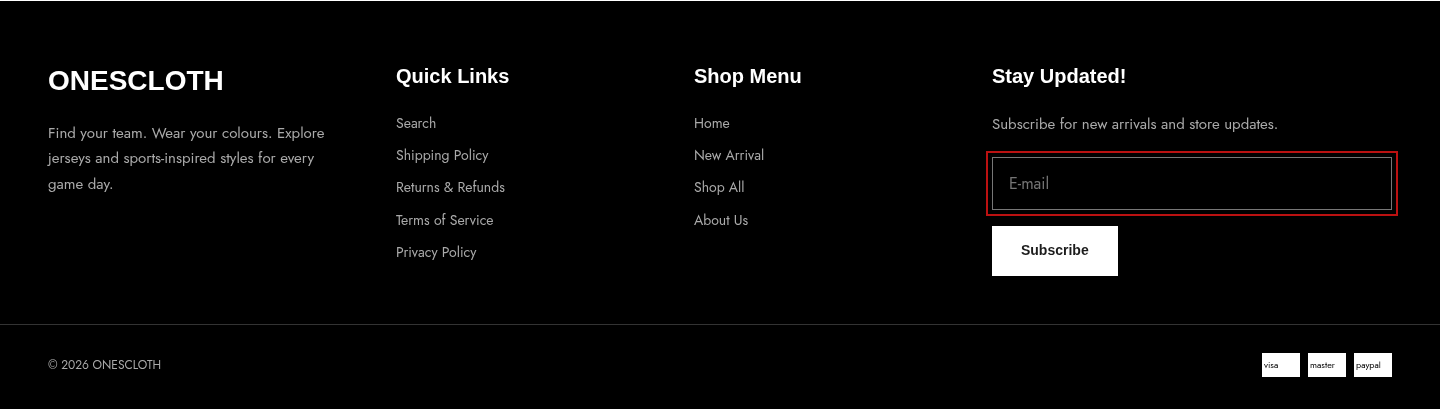 ONESCLOTH
Find your team. Wear your colours. Explore
jerseys and sports-inspired styles for every
game day.
Quick Links
Search
Shipping Policy
Returns & Refunds
Terms of Service
Privacy Policy
Shop Menu
Home
New Arrival
Shop All
About Us
Stay Updated!
Subscribe for new arrivals and store updates.
E-mail
Subscribe
© 2026 ONESCLOTH
visa
master
paypal